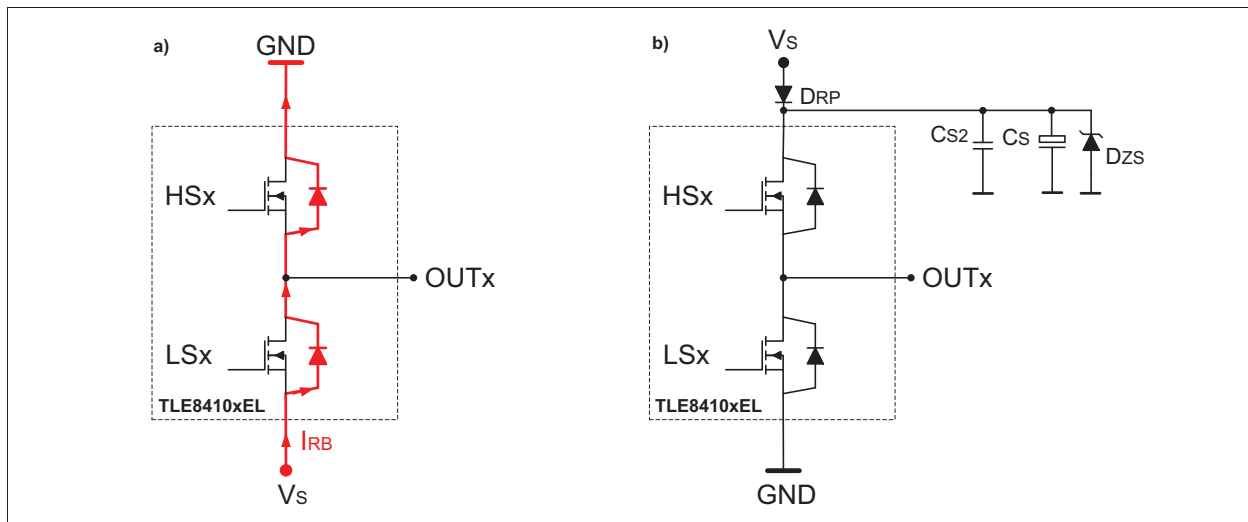 a)
GND
HSx
OUTx
LSx
TLE8410xEL
IRB
VS
b)
VS
DRP
CS2
CS
DZS
HSx
OUTx
LSx
TLE8410xEL
GND